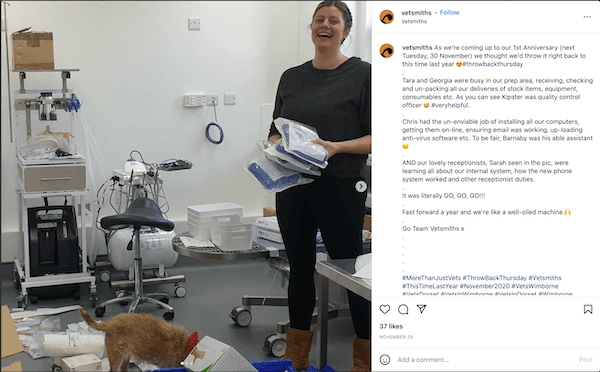 vetsmiths • Follow
Vetsmiths
vetsmiths As we're coming up to our 1st Anniversary (next
Tuesday, 30 November) we thought we'd throw it right back to
this time last year 😍#throwbackthursday
.
Tara and Georgia were busy in our prep area, receiving, checking
and un-packing all our deliveries of stock items, equipment,
consumables etc. As you can see Kipster was quality control
officer 😅 #veryhelpful.
.
Chris had the un-enviable job of installing all our computers,
getting them on-line, ensuring email was working, up-loading
anti-virus software etc. To be fair, Barnaby was his able assistant
😄
.
AND our lovely receptionists, Sarah seen in the pic, were
learning all about our internal system, how the new phone
system worked and other receptionist duties.
.
It was literally GO, GO, GO!!!
.
Fast forward a year and we're like a well-oiled machine 🙌
.
Go Team Vetsmiths x
.
.
.
.
#MoreThanJustVets #ThrowBackThursday #Vetsmiths
#ThisTimeLastYear #November2020 #VetsWimborne
#VetsDorset #VetsInWimborne #VetsInDorset #Wimborne
37 likes
NOVEMBER 25
Add a comment...
Post